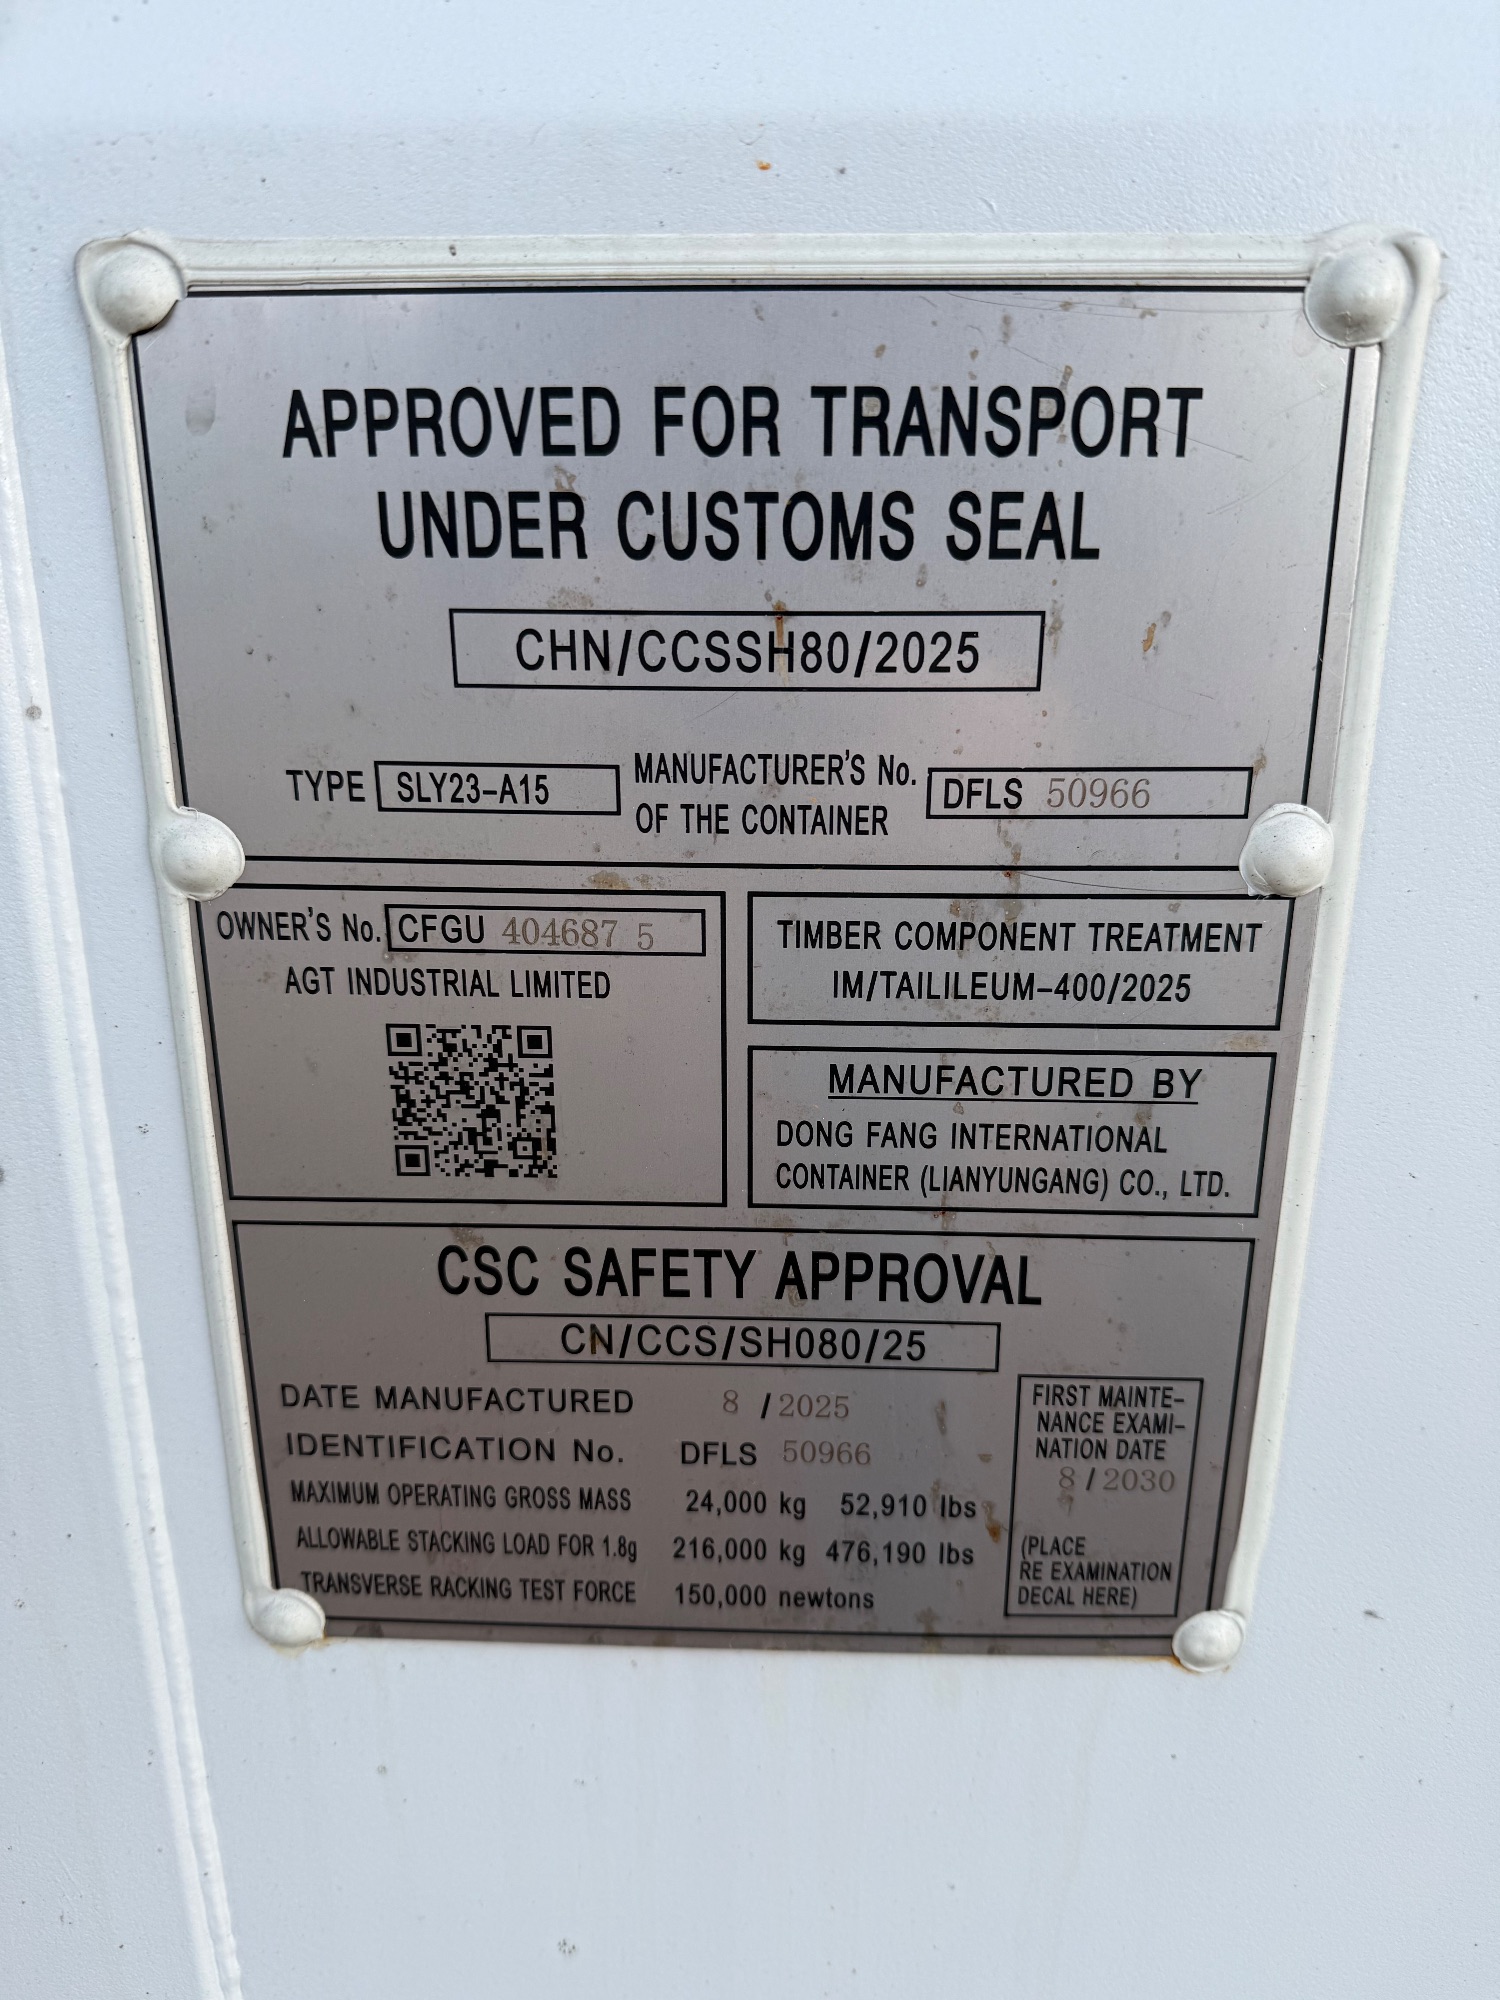 APPROVED FOR TRANSPORT
UNDER CUSTOMS SEAL
CHN/CCSSH80/2025
TYPE SLY23-A15
MANUFACTURER'S No.
OF THE CONTAINER
DFLS 50966
OWNER'S No. CFGU 404687 5
AGT INDUSTRIAL LIMITED
TIMBER COMPONENT TREATMENT
IM/TAILILEUM-400/2025
MANUFACTURED BY
DONG FANG INTERNATIONAL
CONTAINER (LIANYUNGANG) CO., LTD.
CSC SAFETY APPROVAL
CN/CCS/SH080/25
DATE MANUFACTURED 8 / 2025
IDENTIFICATION No. DFLS 50966
MAXIMUM OPERATING GROSS MASS 24,000 kg 52,910 lbs
ALLOWABLE STACKING LOAD FOR 1.8g 216,000 kg 476,190 lbs
TRANSVERSE RACKING TEST FORCE 150,000 newtons
FIRST MAINTE-
NANCE EXAMI-
NATION DATE
8 / 2030
(PLACE
RE EXAMINATION
DECAL HERE)